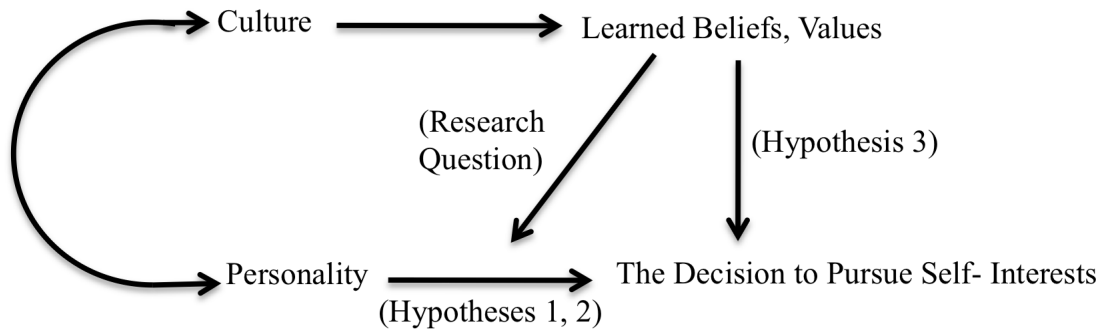 Culture
Learned Beliefs, Values
(Research
Question)
(Hypothesis 3)
Personality
The Decision to Pursue Self- Interests
(Hypotheses 1, 2)